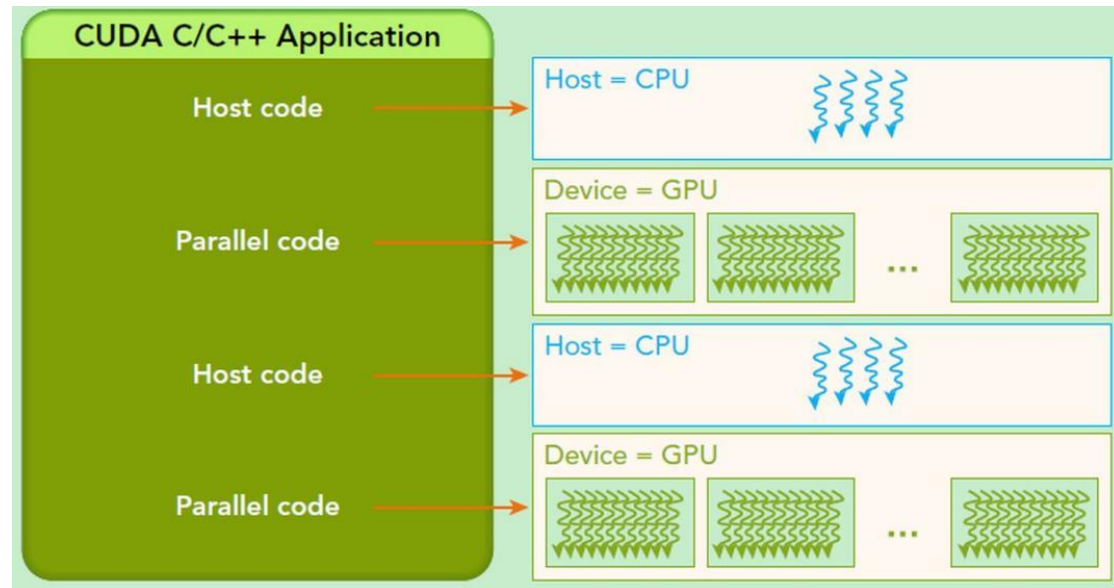 CUDA C/C++ Application
Host code
Host = CPU
Parallel code
Device = GPU
...
Host code
Host = CPU
Parallel code
Device = GPU
...